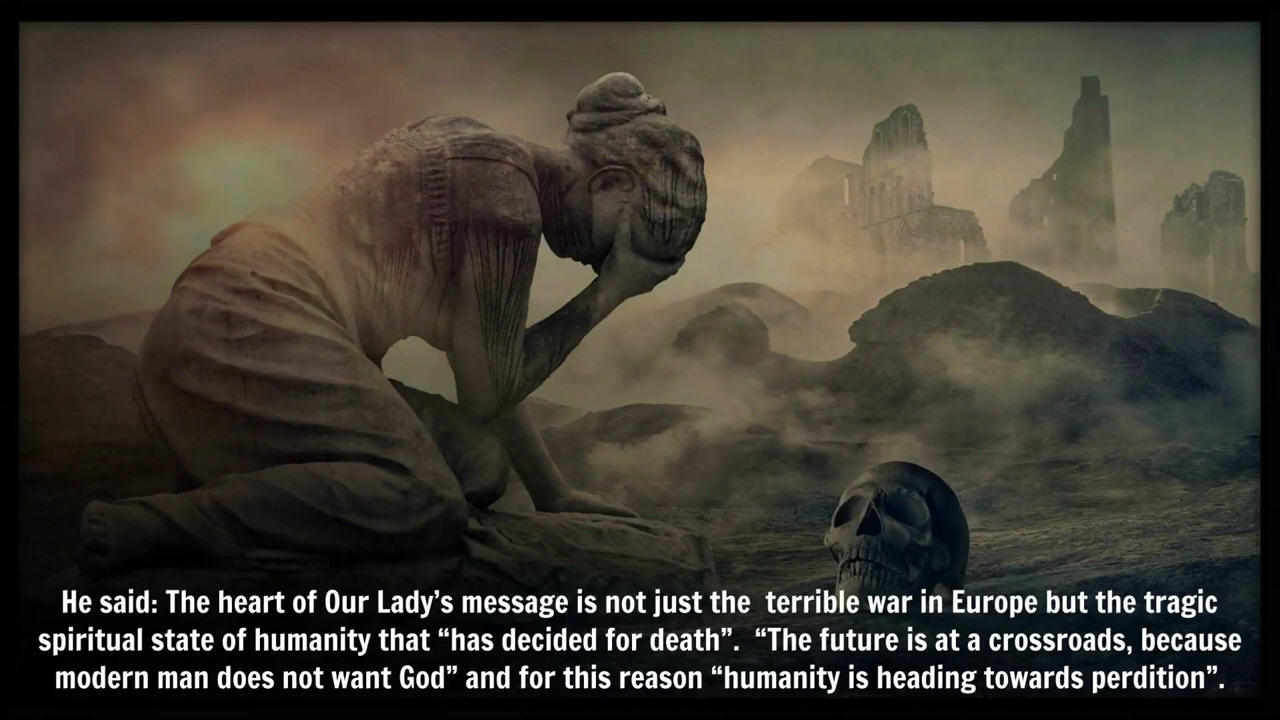 He said: The heart of Our Lady’s message is not just the  terrible war in Europe but the tragic
spiritual state of humanity that “has decided for death”.  “The future is at a crossroads, because
modern man does not want God” and for this reason “humanity is heading towards perdition”.